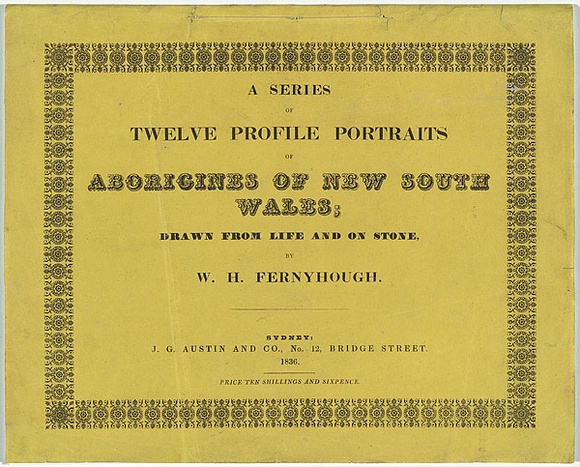 A SERIES
OF
TWELVE PROFILE PORTRAITS
OF
ABORIGINES OF NEW SOUTH
WALES;
DRAWN FROM LIFE AND ON STONE,
BY
W. H. FERNYHOUGH.
SYDNEY:
J. G. AUSTIN AND CO., No. 12, BRIDGE STREET.
1836.
PRICE TEN SHILLINGS AND SIXPENCE.